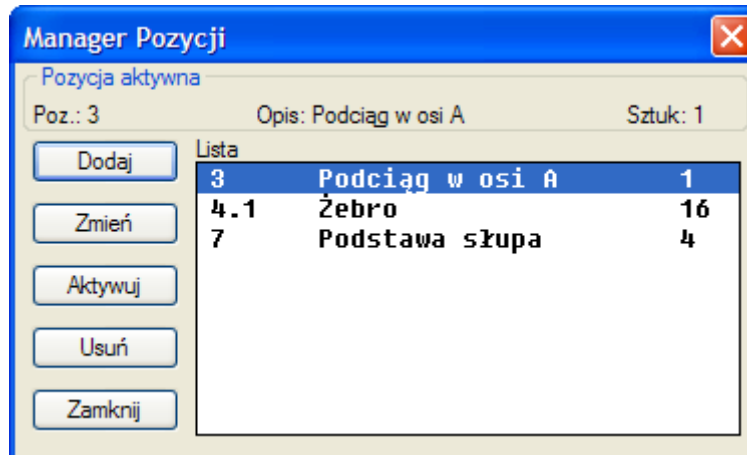 Manager Pozycji
Pozycja aktywna
Poz.: 3 Opis: Podciąg w osi A Sztuk: 1
Lista
Dodaj
Zmień
Aktywuj
Usuń
Zamknij
3 Podciąg w osi A 1
4.1 Żebro 16
7 Podstawa słupa 4